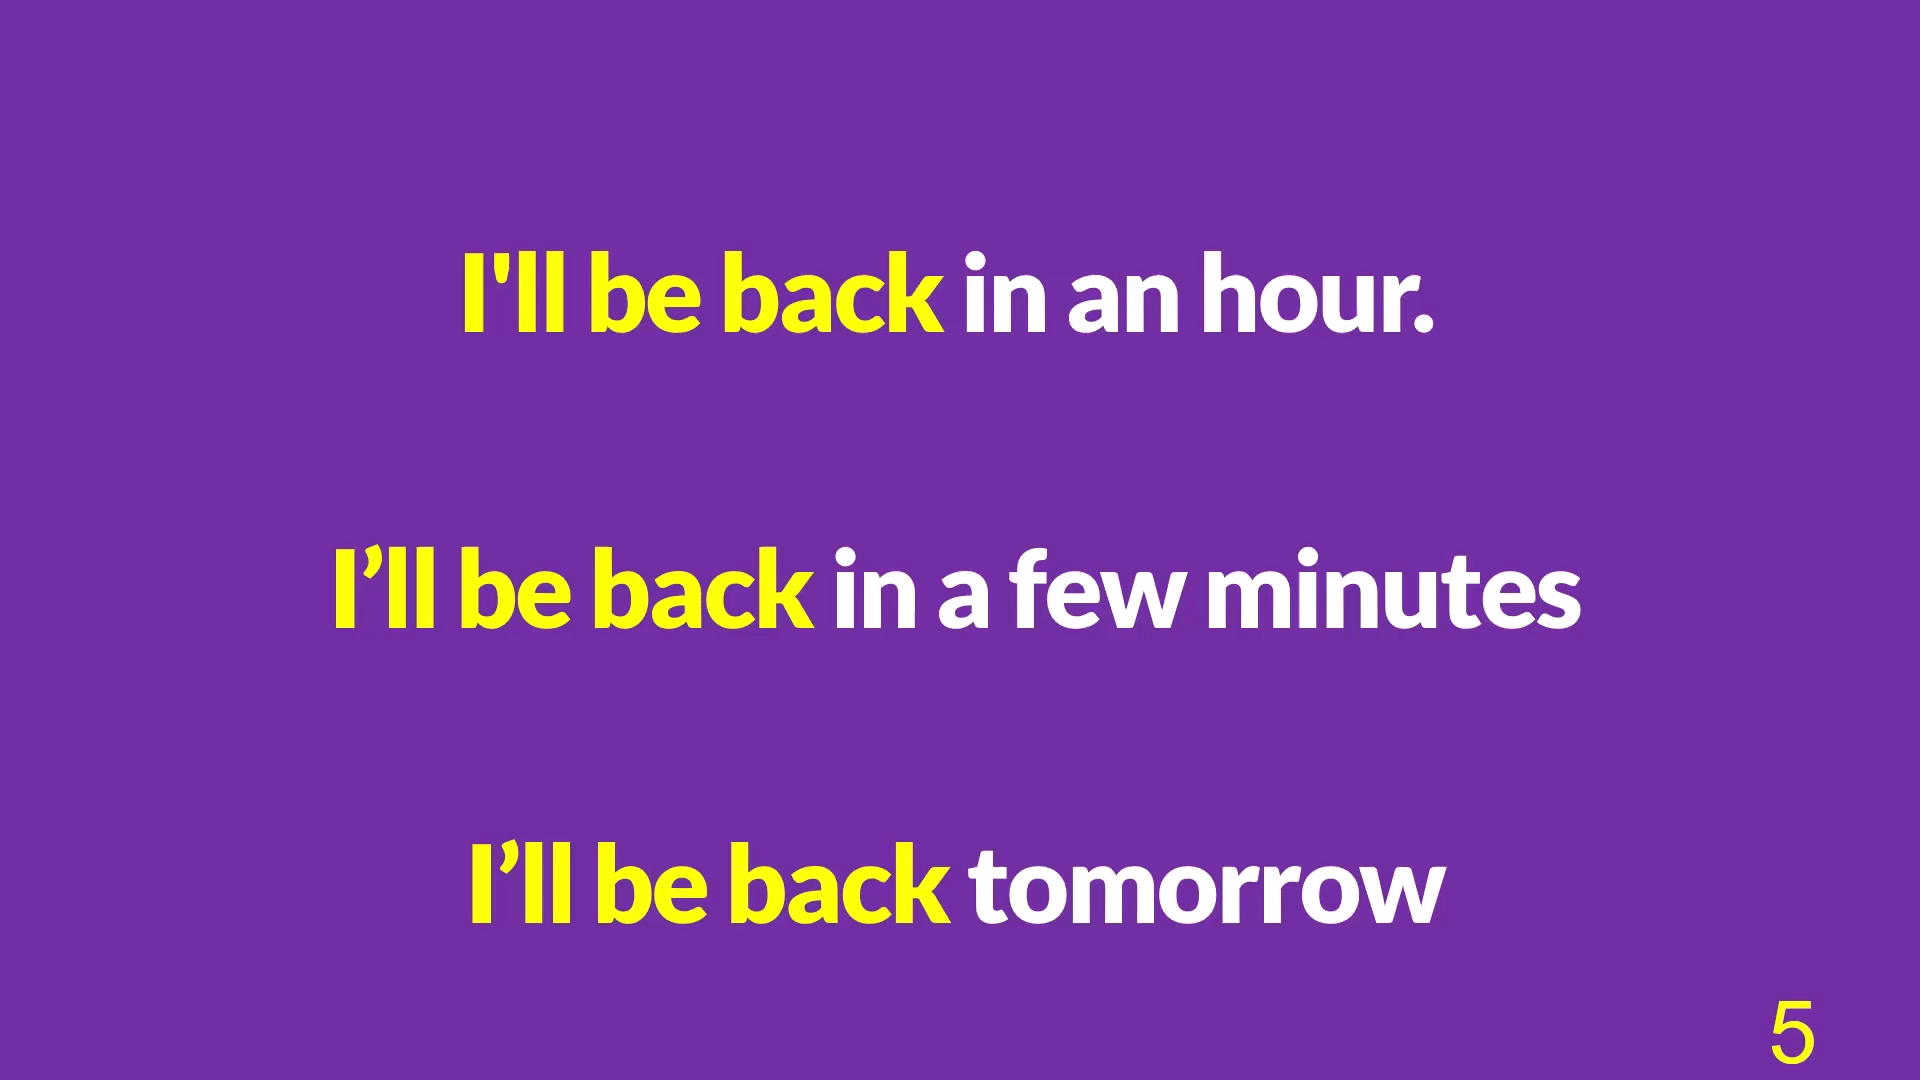 I'll be back in an hour.
I’ll be back in a few minutes
I’ll be back tomorrow
5